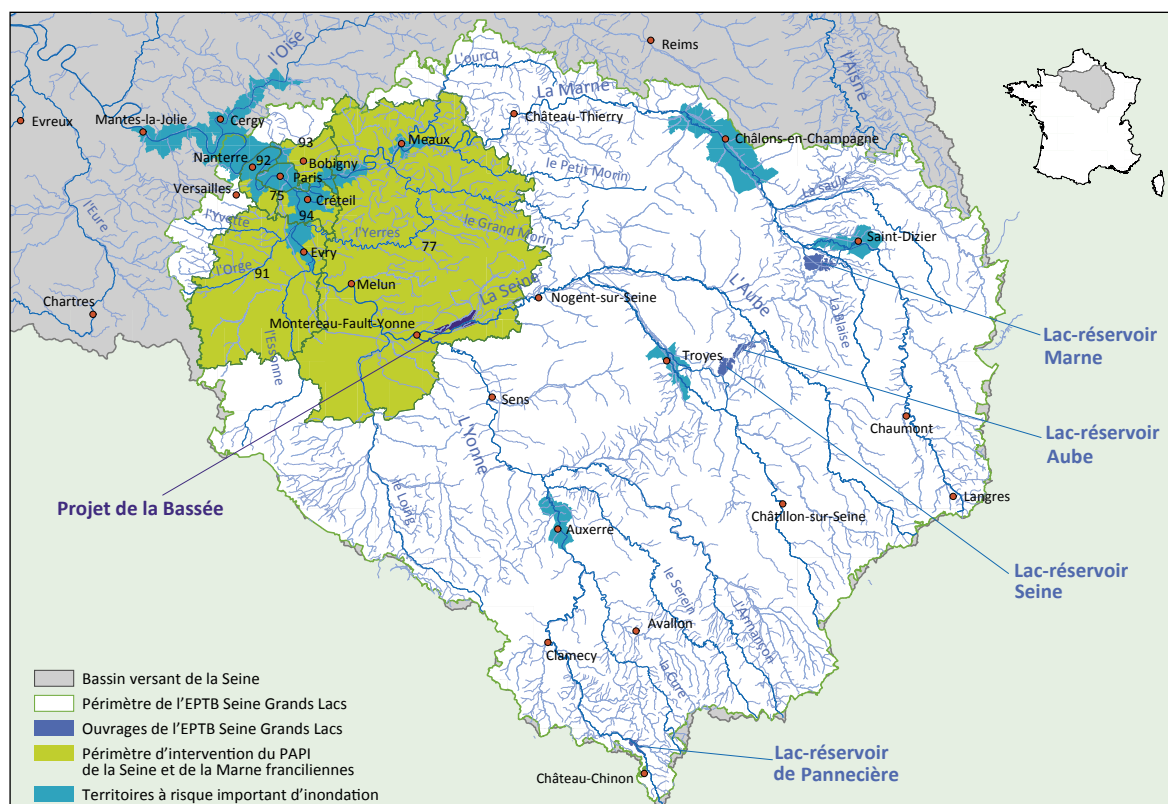 Reims
l'Oise
L'ourcq
l'Aisne
La Marne
Evreux
Mantes-la-Jolie
Cergy
Château-Thierry
Châlons-en-Champagne
93
Meaux
Nanterre
92
Bobigny
le Petit Morin
Versailles
Paris
75
Créteil
La Saulx
l'Eure
l'Yvette
94
le Grand Morin
l'Yerres
77
Saint-Dizier
Evry
l'Orge
91
Melun
La Seine
L'Aube
Chartres
Nogent-sur-Seine
La Blaise
Montereau-Fault-Yonne
l'Essonne
Troyes
Lac-réservoir
Marne
Sens
Chaumont
L'Yonne
Lac-réservoir
Aube
Projet de la Bassée
le Loing
Langres
Châtillon-sur-Seine
Auxerre
Lac-réservoir
Seine
le Serein
l'Armançon
Avallon
Clamecy
la Cure
Bassin versant de la Seine
Périmètre de l'EPTB Seine Grands Lacs
Ouvrages de l'EPTB Seine Grands Lacs
Périmètre d'intervention du PAPI
de la Seine et de la Marne franciliennes
Territoires à risque important d'inondation
Lac-réservoir
de Pannecière
Château-Chinon